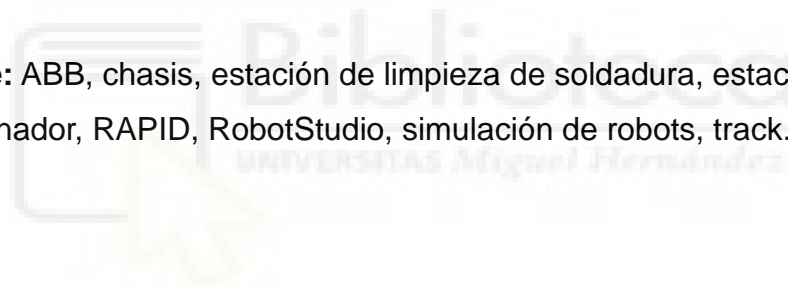 Biblioteca
e: ABB, chasis, estación de limpieza de soldadura, estac
nador, RAPID, RobotStudio, simulación de robots, track.
UNIVERSITAS Miguel Hernández